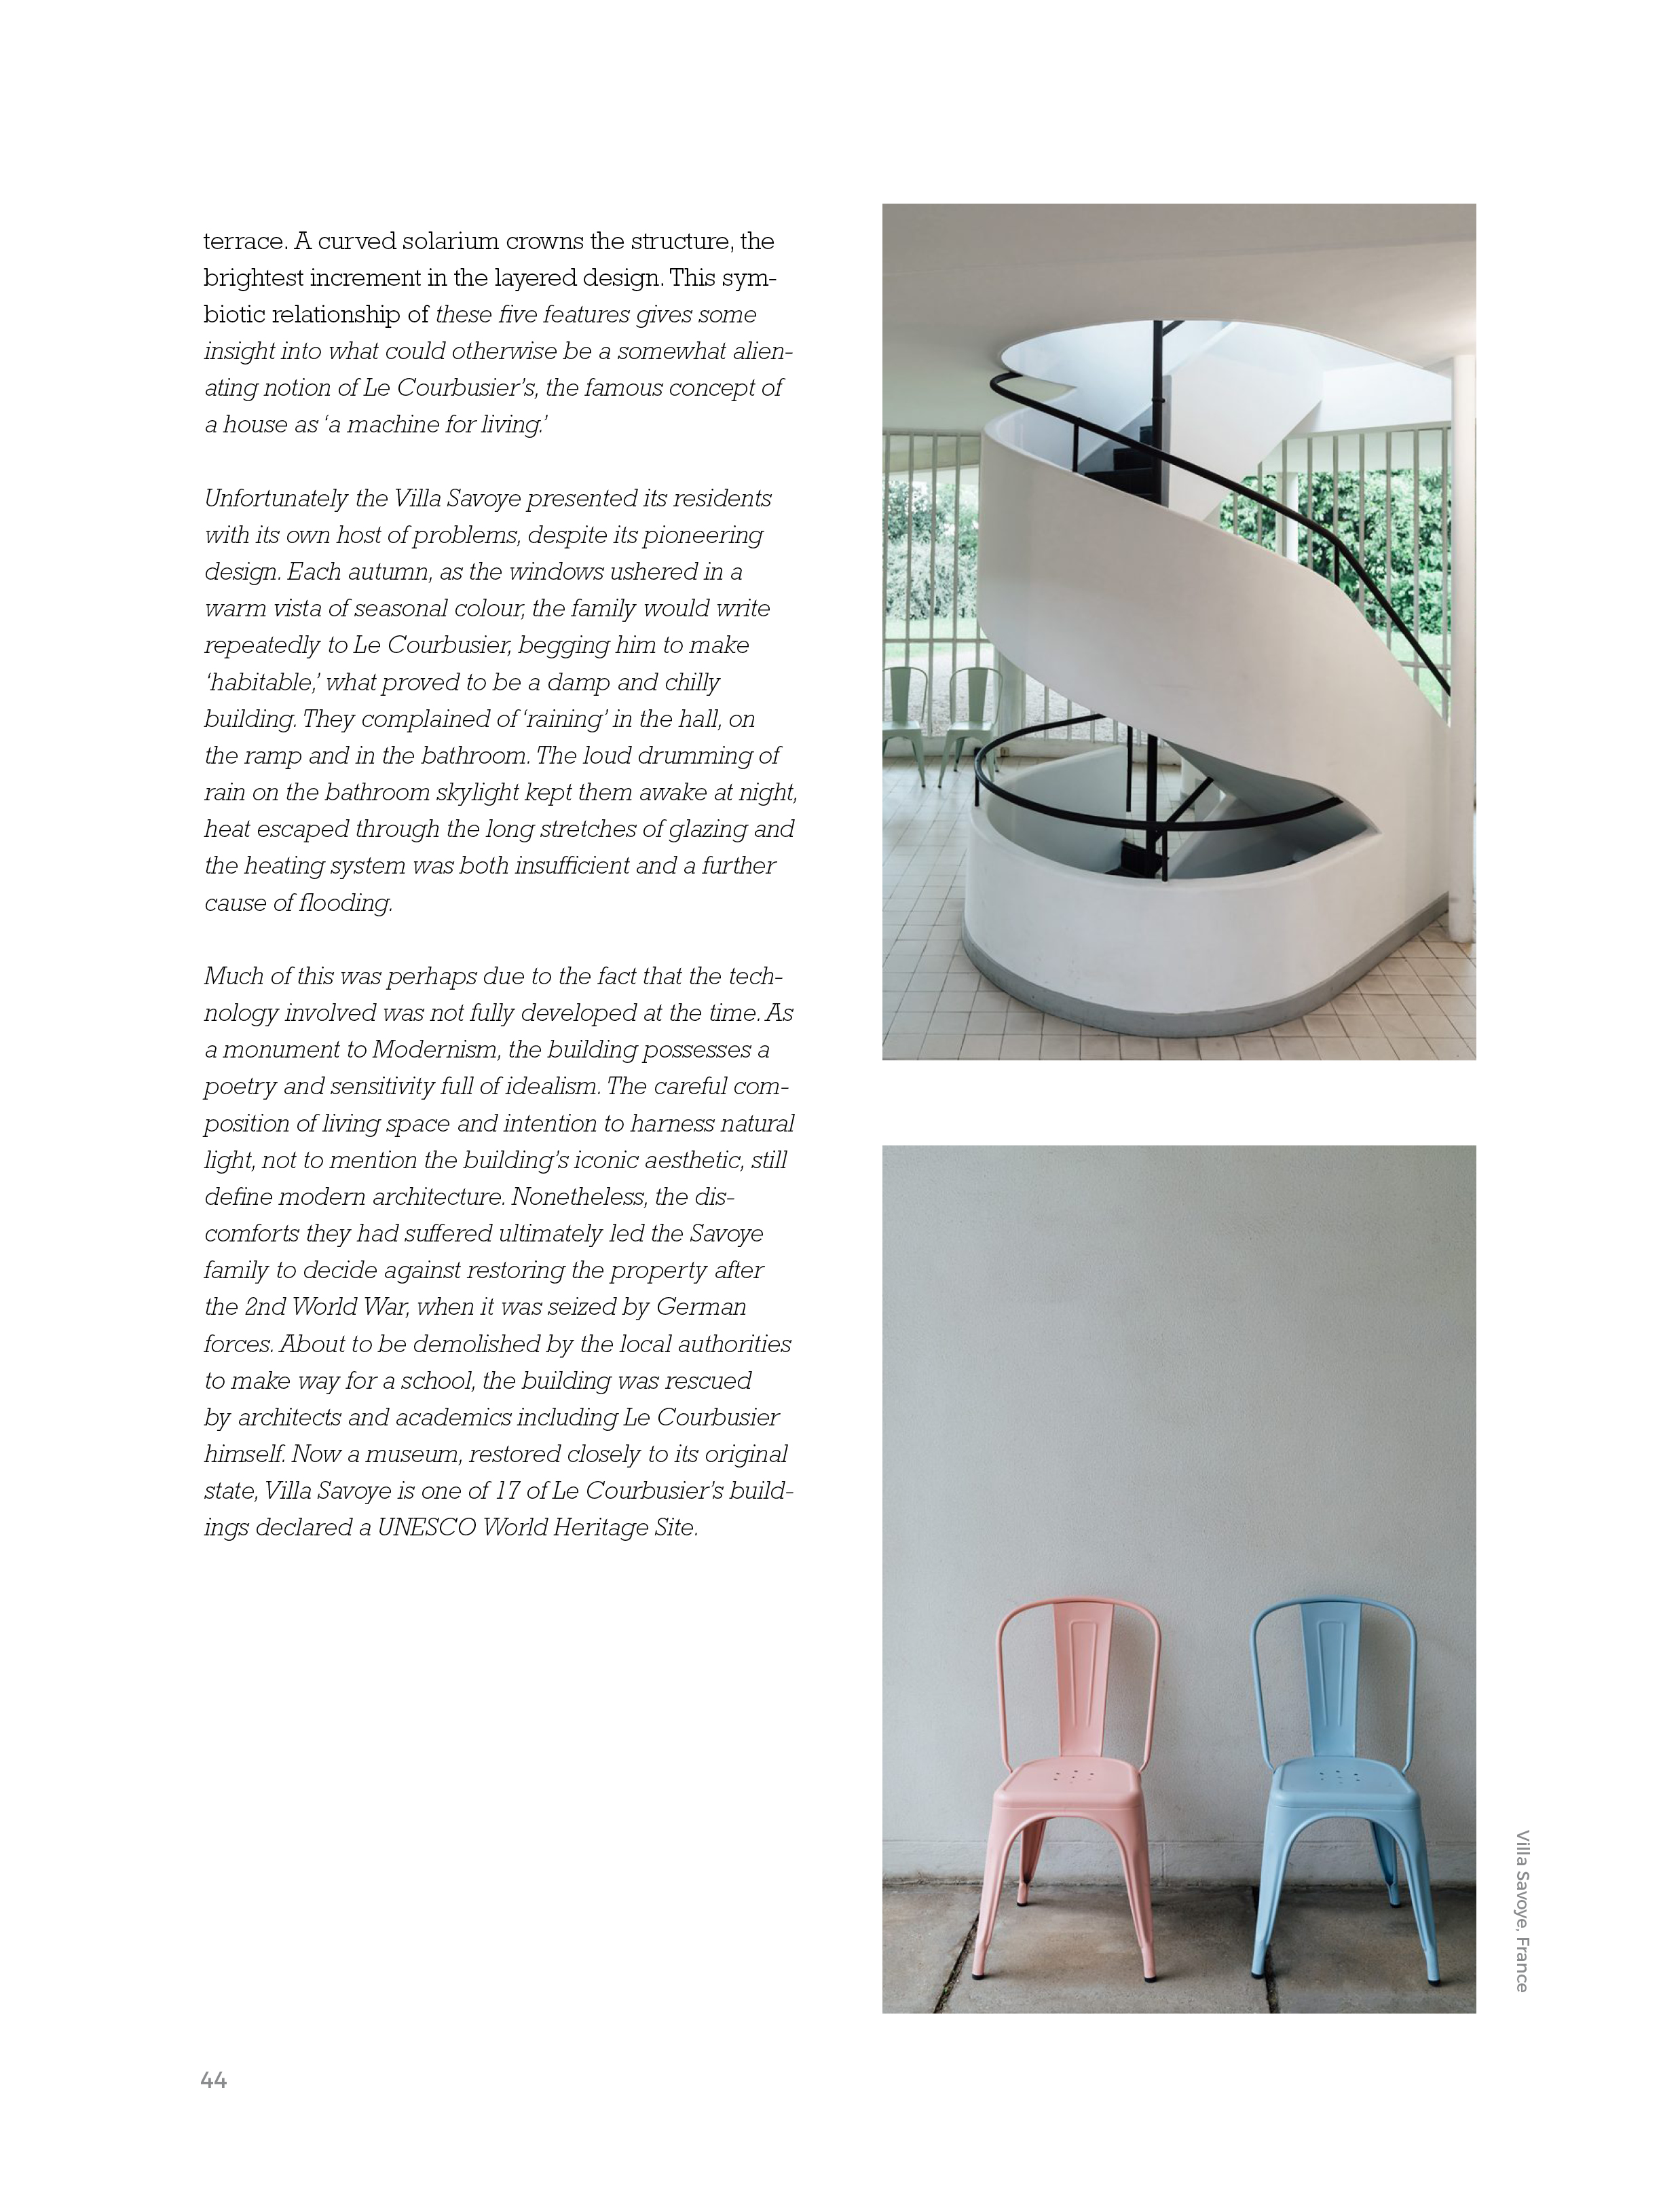 terrace. A curved solarium crowns the structure, the
brightest increment in the layered design. This sym-
biotic relationship of these five features gives some
insight into what could otherwise be a somewhat alien-
ating notion of Le Courbusier’s, the famous concept of
a house as ‘a machine for living.’
Unfortunately the Villa Savoye presented its residents
with its own host of problems, despite its pioneering
design. Each autumn, as the windows ushered in a
warm vista of seasonal colour, the family would write
repeatedly to Le Courbusier, begging him to make
‘habitable,’ what proved to be a damp and chilly
building. They complained of ‘raining’ in the hall, on
the ramp and in the bathroom. The loud drumming of
rain on the bathroom skylight kept them awake at night,
heat escaped through the long stretches of glazing and
the heating system was both insufficient and a further
cause of flooding.
Much of this was perhaps due to the fact that the tech-
nology involved was not fully developed at the time. As
a monument to Modernism, the building possesses a
poetry and sensitivity full of idealism. The careful com-
position of living space and intention to harness natural
light, not to mention the building’s iconic aesthetic, still
define modern architecture. Nonetheless, the dis-
comforts they had suffered ultimately led the Savoye
family to decide against restoring the property after
the 2nd World War, when it was seized by German
forces. About to be demolished by the local authorities
to make way for a school, the building was rescued
by architects and academics including Le Courbusier
himself. Now a museum, restored closely to its original
state, Villa Savoye is one of 17 of Le Courbusier’s build-
ings declared a UNESCO World Heritage Site.
Villa Savoye, France
44